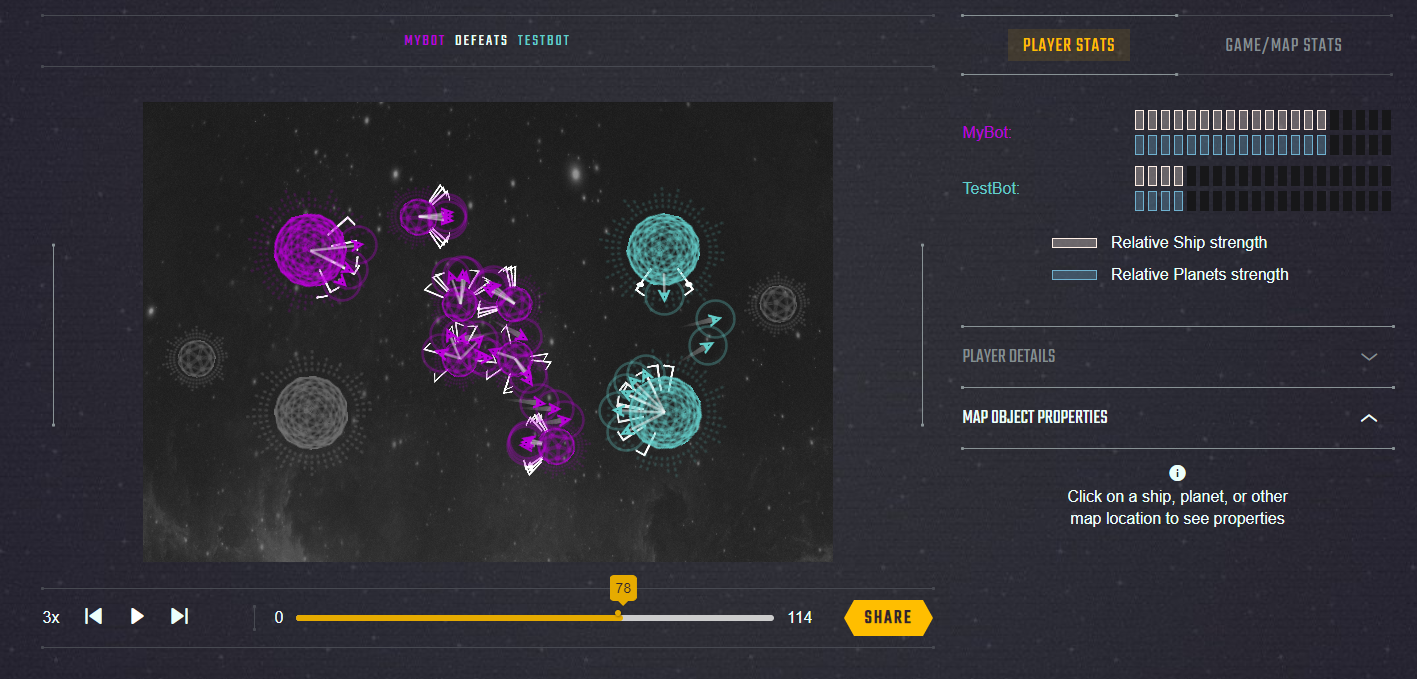 MYBOT DEFEATS TESTBOT
PLAYER STATS
GAME/MAP STATS
MyBot:
TestBot:
Relative Ship strength
Relative Planets strength
PLAYER DETAILS
MAP OBJECT PROPERTIES
i
Click on a ship, planet, or other
map location to see properties
78
3x
0
114
SHARE